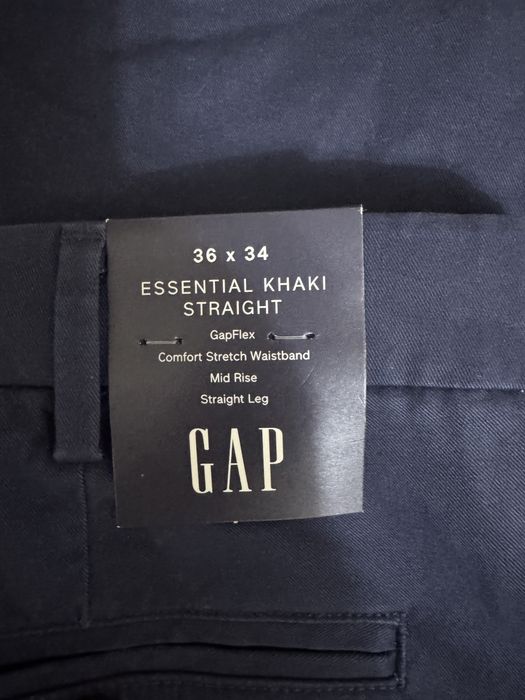 36 x 34
ESSENTIAL KHAKI
STRAIGHT
GapFlex
Comfort Stretch Waistband
Mid Rise
Straight Leg
GAP